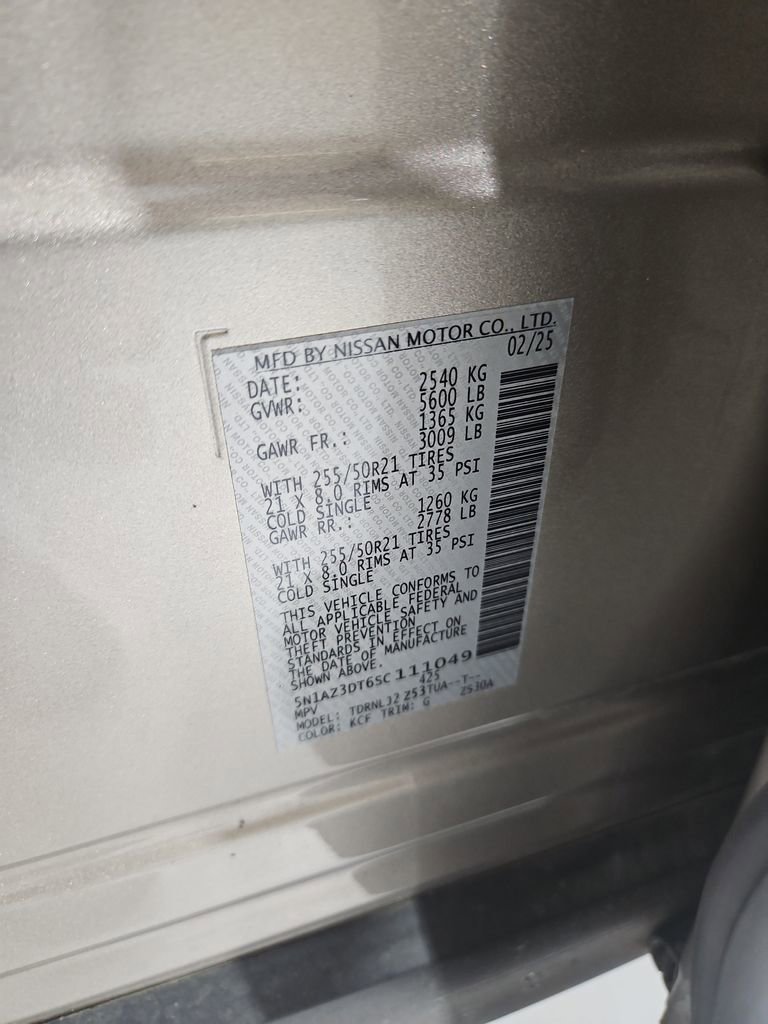 MFD BY NISSAN MOTOR CO., LTD.
DATE: 02/25
GVWR: 2540 KG
5600 LB
GAWR FR.: 1365 KG
3009 LB
WITH 255/50R21 TIRES
21 X 8.0 RIMS AT 35 PSI
COLD SINGLE
GAWR RR.: 1260 KG
2778 LB
WITH 255/50R21 TIRES
21 X 8.0 RIMS AT 35 PSI
COLD SINGLE
THIS VEHICLE CONFORMS TO
ALL APPLICABLE FEDERAL
MOTOR VEHICLE SAFETY AND
THEFT PREVENTION
STANDARDS IN EFFECT ON
THE DATE OF MANUFACTURE
SHOWN ABOVE.
5N1AZ3DT6SC 111049
MPV 425
MODEL: TDRNLJ2 Z53TUA--T--
COLOR: KCF TRIM: G Z530A